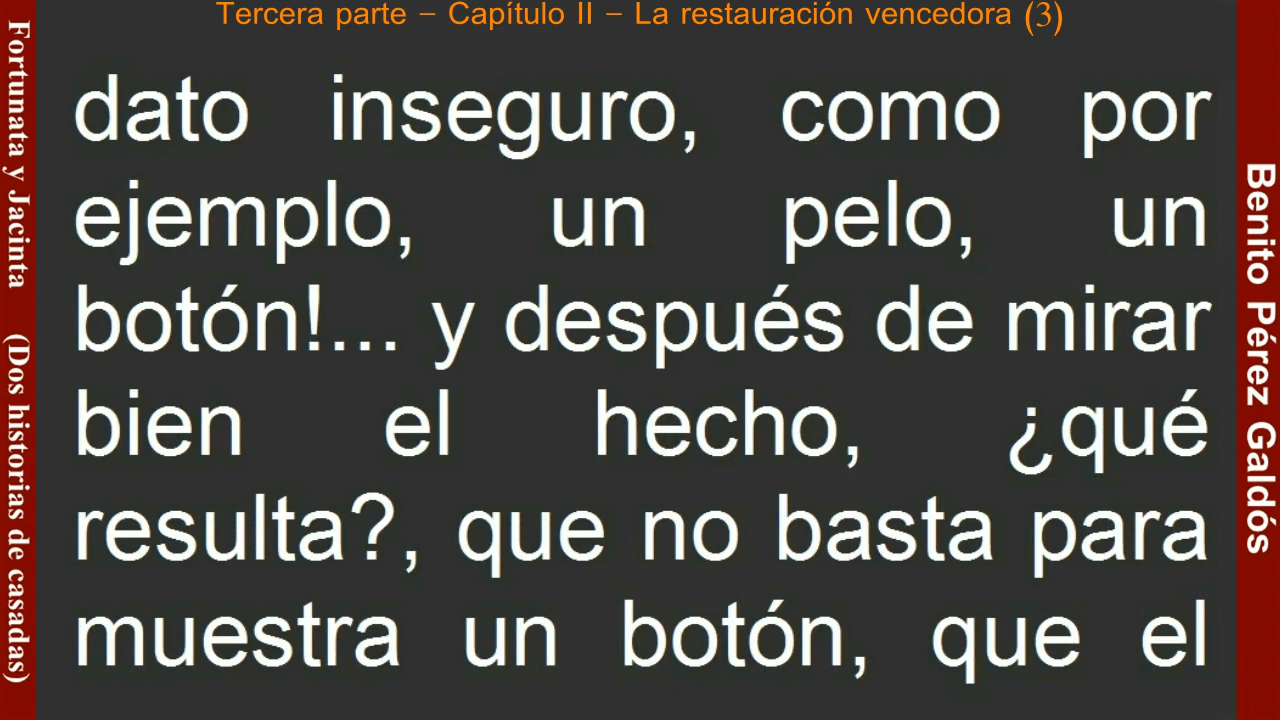 Tercera parte – Capítulo II – La restauración vencedora (3)
Fortunata y Jacinta (Dos historias de casadas)
dato inseguro, como por
ejemplo, un pelo, un
botón!... y después de mirar
bien el hecho, ¿qué
resulta?, que no basta para
muestra un botón, que el
Benito Pérez Galdós